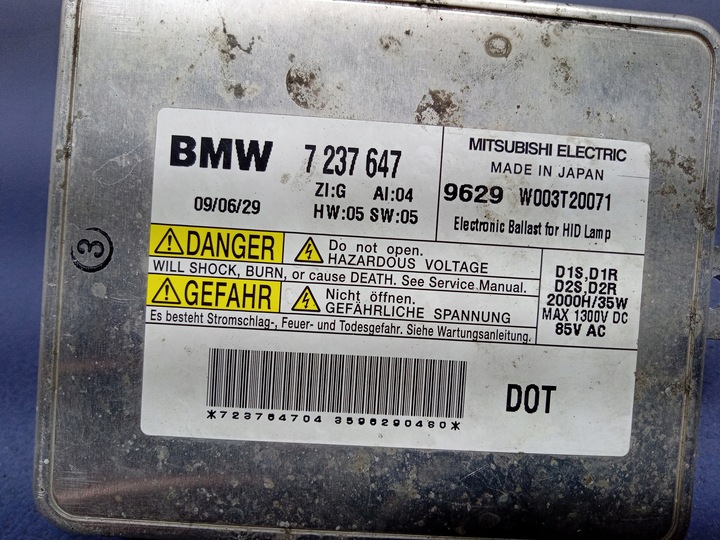 BMW 7 237 647
ZI:G AI:04
09/06/29
HW:05 SW:05
MITSUBISHI ELECTRIC
MADE IN JAPAN
9629 W003T20071
Electronic Ballast for HID Lamp
DANGER
Do not open.
HAZARDOUS VOLTAGE
WILL SHOCK, BURN, or cause DEATH. See Service Manual.
GEFAHR
Nicht öffnen.
GEFÄHRLICHE SPANNUNG
Es besteht Stromschlag-, Feuer- und Todesgefahr. Siehe Wartungsanleitung.
D1S,D1R
D2S,D2R
2000H/35W
MAX 1300V DC
85V AC
*723764704 3596290480*
DOT
3